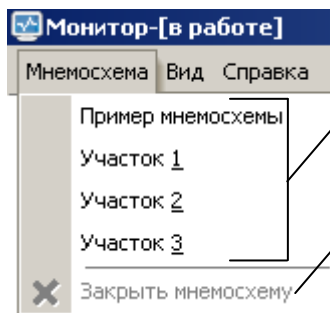 Монитор-[в работе]
Мнемосхема Вид Справка
Пример мнемосхемы
Участок 1
Участок 2
Участок 3
Закрыть мнемосхему